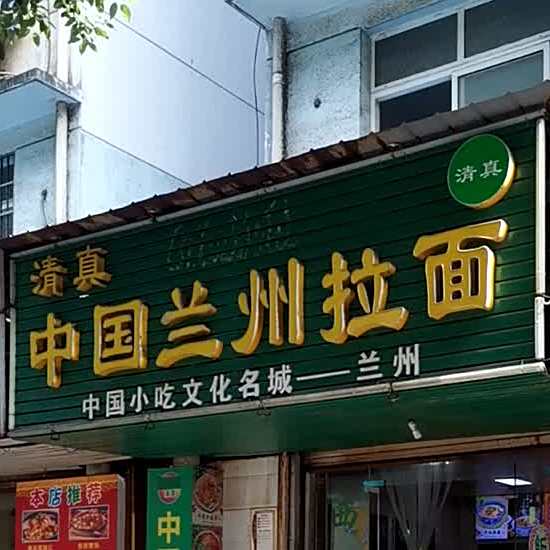 清真
清真
中国兰州拉面
中国小吃文化名城——兰州
本店推荐
中